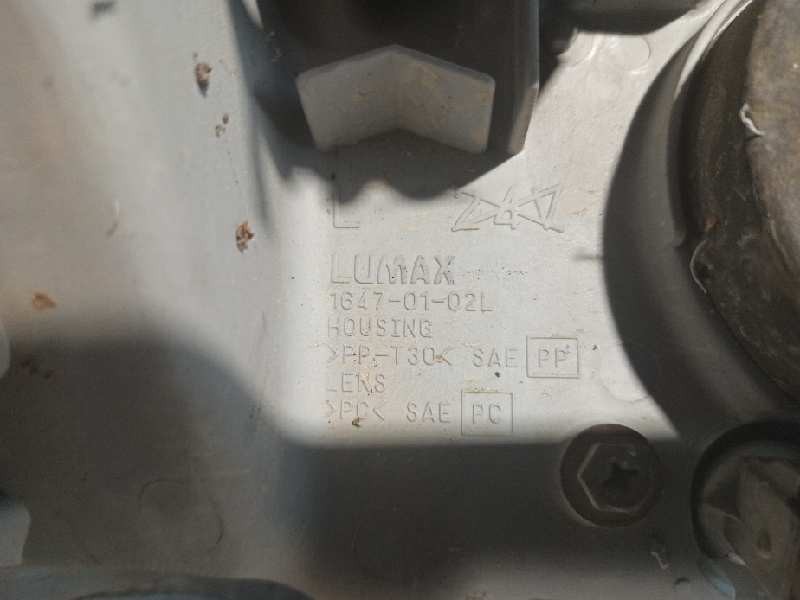 L
LUMAX
1647-01-02L
HOUSING
>PP-T30< SAE PP
LENS
>PC< SAE PC